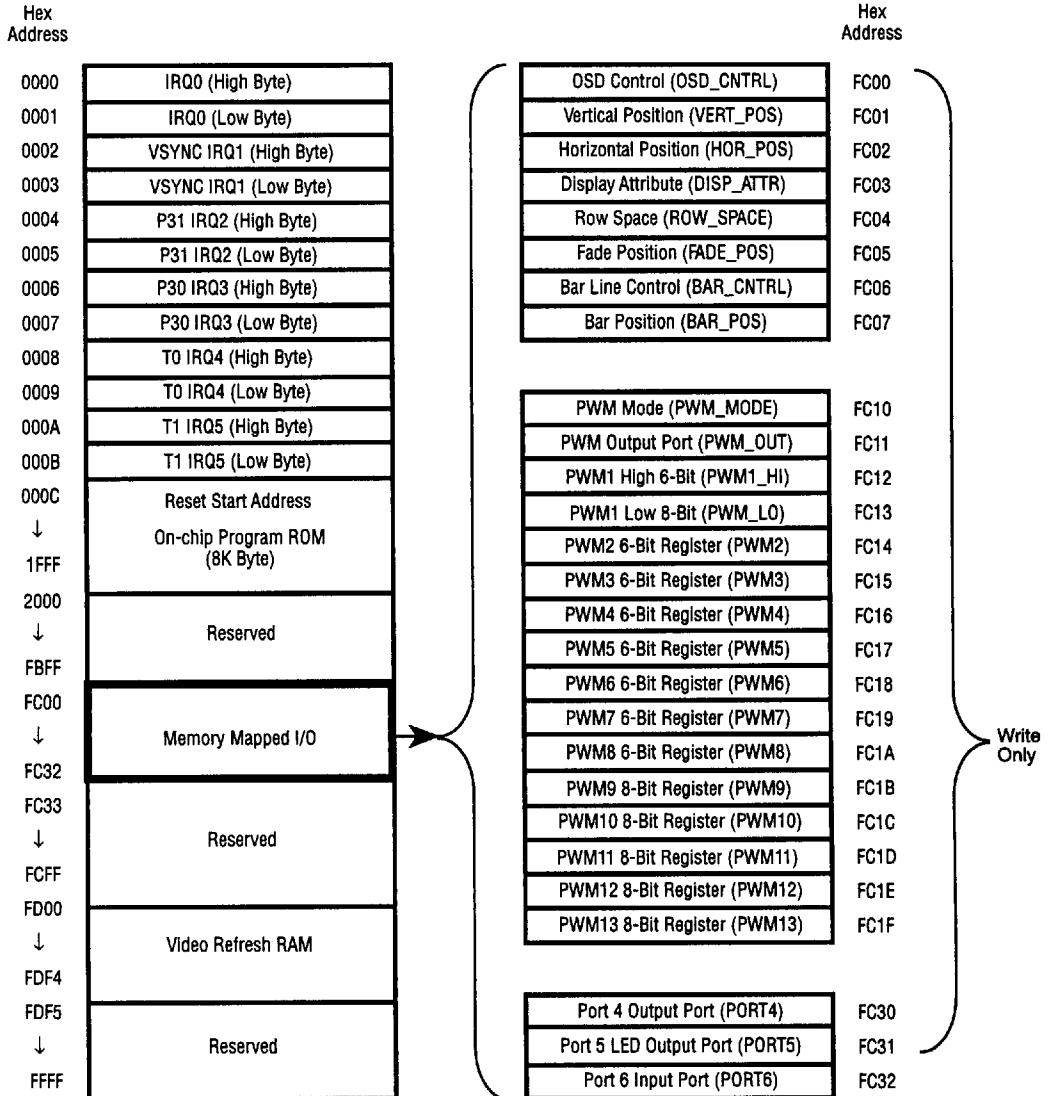 Hex
Address
0000 IRQ0 (High Byte)
0001 IRQ0 (Low Byte)
0002 VSYNC IRQ1 (High Byte)
0003 VSYNC IRQ1 (Low Byte)
0004 P31 IRQ2 (High Byte)
0005 P31 IRQ2 (Low Byte)
0006 P30 IRQ3 (High Byte)
0007 P30 IRQ3 (Low Byte)
0008 T0 IRQ4 (High Byte)
0009 T0 IRQ4 (Low Byte)
000A T1 IRQ5 (High Byte)
000B T1 IRQ5 (Low Byte)
000C Reset Start Address
↓ On-chip Program ROM
(8K Byte)
1FFF
2000
↓ Reserved
FBFF
FC00
↓ Memory Mapped I/O
FC32
FC33
↓ Reserved
FCFF
FD00
↓ Video Refresh RAM
FDF4
FDF5
↓ Reserved
FFFF
Hex
Address
OSD Control (OSD_CNTRL) FC00
Vertical Position (VERT_POS) FC01
Horizontal Position (HOR_POS) FC02
Display Attribute (DISP_ATTR) FC03
Row Space (ROW_SPACE) FC04
Fade Position (FADE_POS) FC05
Bar Line Control (BAR_CNTRL) FC06
Bar Position (BAR_POS) FC07
PWM Mode (PWM_MODE) FC10
PWM Output Port (PWM_OUT) FC11
PWM1 High 6-Bit (PWM1_HI) FC12
PWM1 Low 8-Bit (PWM_LO) FC13
PWM2 6-Bit Register (PWM2) FC14
PWM3 6-Bit Register (PWM3) FC15
PWM4 6-Bit Register (PWM4) FC16
PWM5 6-Bit Register (PWM5) FC17
PWM6 6-Bit Register (PWM6) FC18
PWM7 6-Bit Register (PWM7) FC19
PWM8 6-Bit Register (PWM8) FC1A
PWM9 8-Bit Register (PWM9) FC1B
PWM10 8-Bit Register (PWM10) FC1C
PWM11 8-Bit Register (PWM11) FC1D
PWM12 8-Bit Register (PWM12) FC1E
PWM13 8-Bit Register (PWM13) FC1F
Port 4 Output Port (PORT4) FC30
Port 5 LED Output Port (PORT5) FC31
Port 6 Input Port (PORT6) FC32
Write
Only